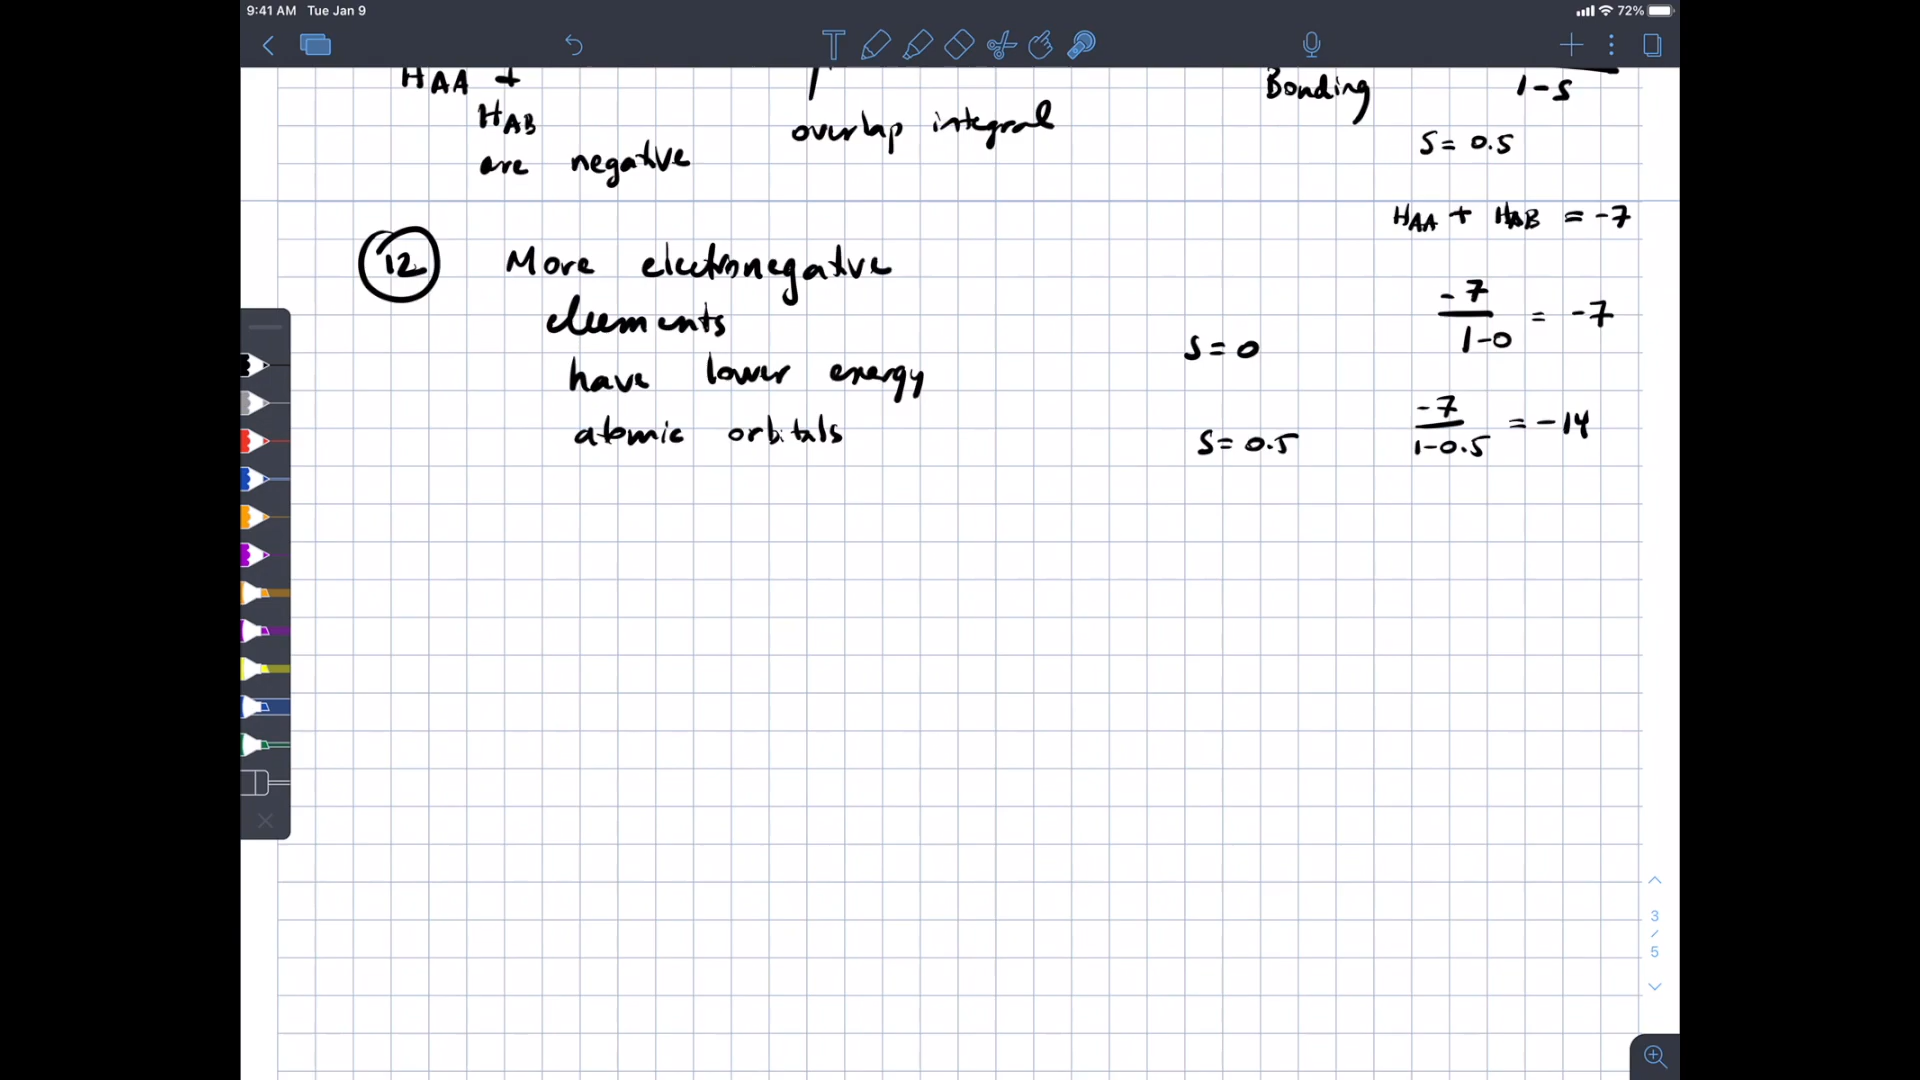 9:41 AM Tue Jan 9
72%
T
HAA +
HAB
are negative
overlap integral
Bonding
1-S
S = 0.5
HAA + HAB = -7
12
More electronegative
elements
have lower energy
atomic orbitals
S = 0
-7
1-0
= -7
S = 0.5
-7
1-0.5
= -14
3
/
5